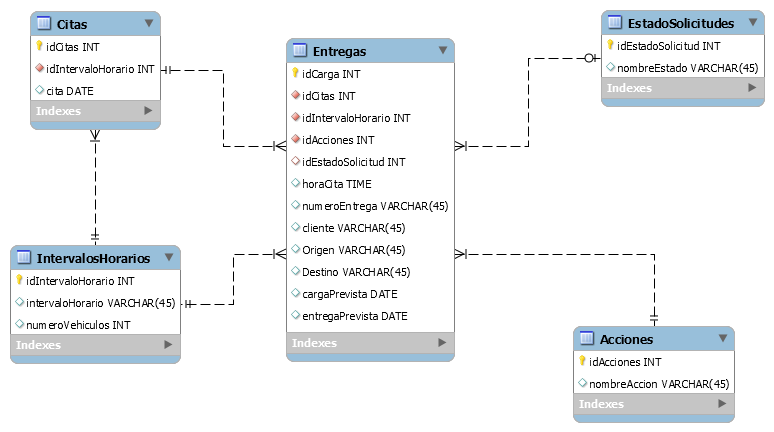 Citas
idCitas INT
idIntervaloHorario INT
cita DATE
Indexes
Entregas
idCarga INT
idCitas INT
idIntervaloHorario INT
idAcciones INT
idEstadoSolicitud INT
horaCita TIME
numeroEntrega VARCHAR(45)
cliente VARCHAR(45)
Origen VARCHAR(45)
Destino VARCHAR(45)
cargaPrevista DATE
entregaPrevista DATE
Indexes
EstadoSolicitudes
idEstadoSolicitud INT
nombreEstado VARCHAR(45)
Indexes
IntervalosHorarios
idIntervaloHorario INT
intervaloHorario VARCHAR(45)
numeroVehiculos INT
Indexes
Acciones
idAcciones INT
nombreAccion VARCHAR(45)
Indexes